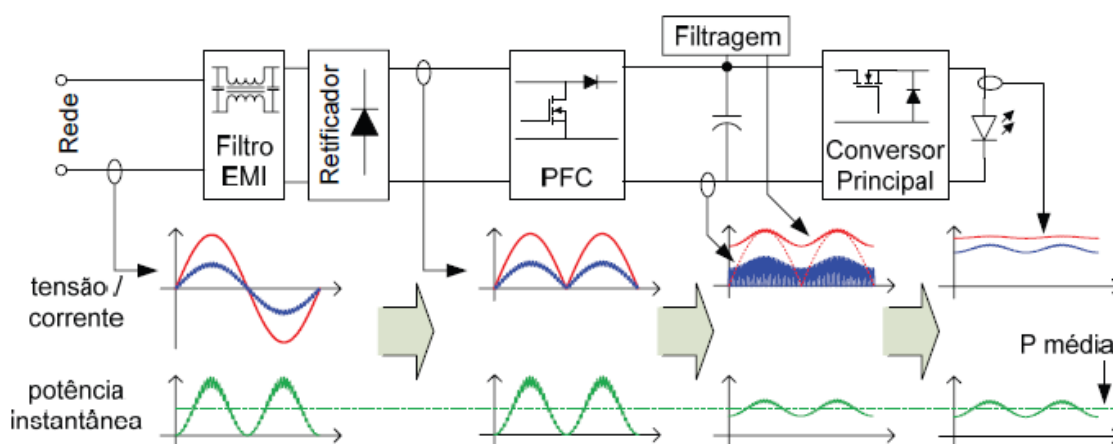 Filtragem
Rede
Filtro
EMI
Retificador
PFC
Conversor
Principal
tensão /
corrente
P média
potência
instantânea